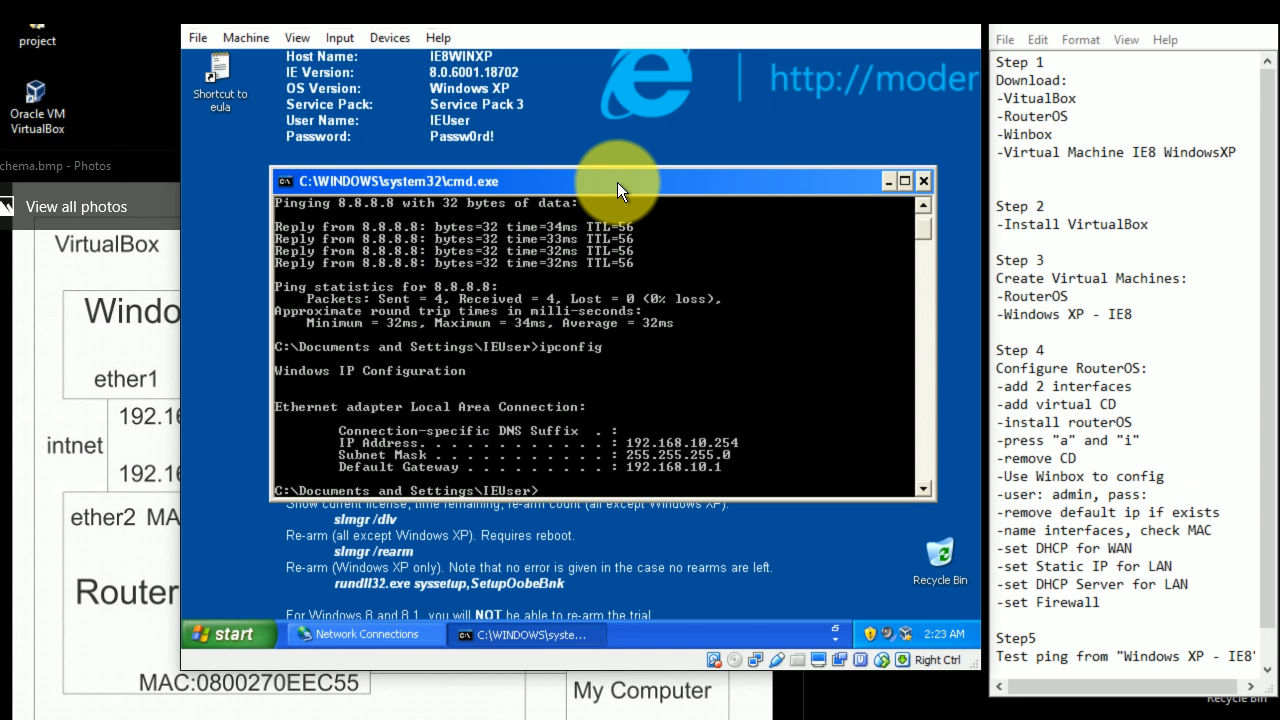 project
Oracle VM
VirtualBox
chema.bmp - Photos
View all photos
VirtualBox
Windo
ether1
192.16
intnet
192.16
ether2 MA
Router
MAC:0800270EEC55
My Computer
File Machine View Input Devices Help
Shortcut to
eula
Host Name: IE8WINXP
IE Version: 8.0.6001.18702
OS Version: Windows XP
Service Pack: Service Pack 3
User Name: IEUser
Password: Passw0rd!
http://moder
C:\WINDOWS\system32\cmd.exe
Pinging 8.8.8.8 with 32 bytes of data:
Reply from 8.8.8.8: bytes=32 time=34ms TTL=56
Reply from 8.8.8.8: bytes=32 time=33ms TTL=56
Reply from 8.8.8.8: bytes=32 time=32ms TTL=56
Reply from 8.8.8.8: bytes=32 time=32ms TTL=56
Ping statistics for 8.8.8.8:
Packets: Sent = 4, Received = 4, Lost = 0 (0% loss),
Approximate round trip times in milli-seconds:
Minimum = 32ms, Maximum = 34ms, Average = 32ms
C:\Documents and Settings\IEUser>ipconfig
Windows IP Configuration
Ethernet adapter Local Area Connection:
Connection-specific DNS Suffix . :
IP Address. . . . . . . . . . . . : 192.168.10.254
Subnet Mask . . . . . . . . . . . : 255.255.255.0
Default Gateway . . . . . . . . . : 192.168.10.1
C:\Documents and Settings\IEUser>
Show current license, time remaining, re-arm count (all except Windows XP).
slmgr /dlv
Re-arm (all except Windows XP). Requires reboot.
slmgr /rearm
Re-arm (Windows XP only). Note that no error is given in the case no rearms are left.
rundll32.exe syssetup,SetupOobeBnk
For Windows 8 and 8.1, you will NOT be able to re-arm the trial
Recycle Bin
start
Network Connections
C:\WINDOWS\syste...
2:23 AM
Right Ctrl
File Edit Format View Help
Step 1
Download:
-VitualBox
-RouterOS
-Winbox
-Virtual Machine IE8 WindowsXP
Step 2
-Install VirtualBox
Step 3
Create Virtual Machines:
-RouterOS
-Windows XP - IE8
Step 4
Configure RouterOS:
-add 2 interfaces
-add virtual CD
-install routerOS
-press "a" and "i"
-remove CD
-Use Winbox to config
-user: admin, pass:
-remove default ip if exists
-name interfaces, check MAC
-set DHCP for WAN
-set Static IP for LAN
-set DHCP Server for LAN
-set Firewall
Step5
Test ping from "Windows XP - IE8"
Recycle Bin